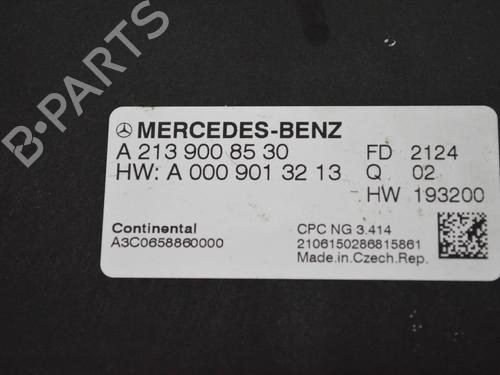 MERCEDES-BENZ
A 213 900 85 30 FD 2124
HW: A 000 901 32 13 Q 02
HW 193200
Continental CPC NG 3.414
A3C0658860000 2106150286815861
Made.in.Czech.Rep.
B-PARTS